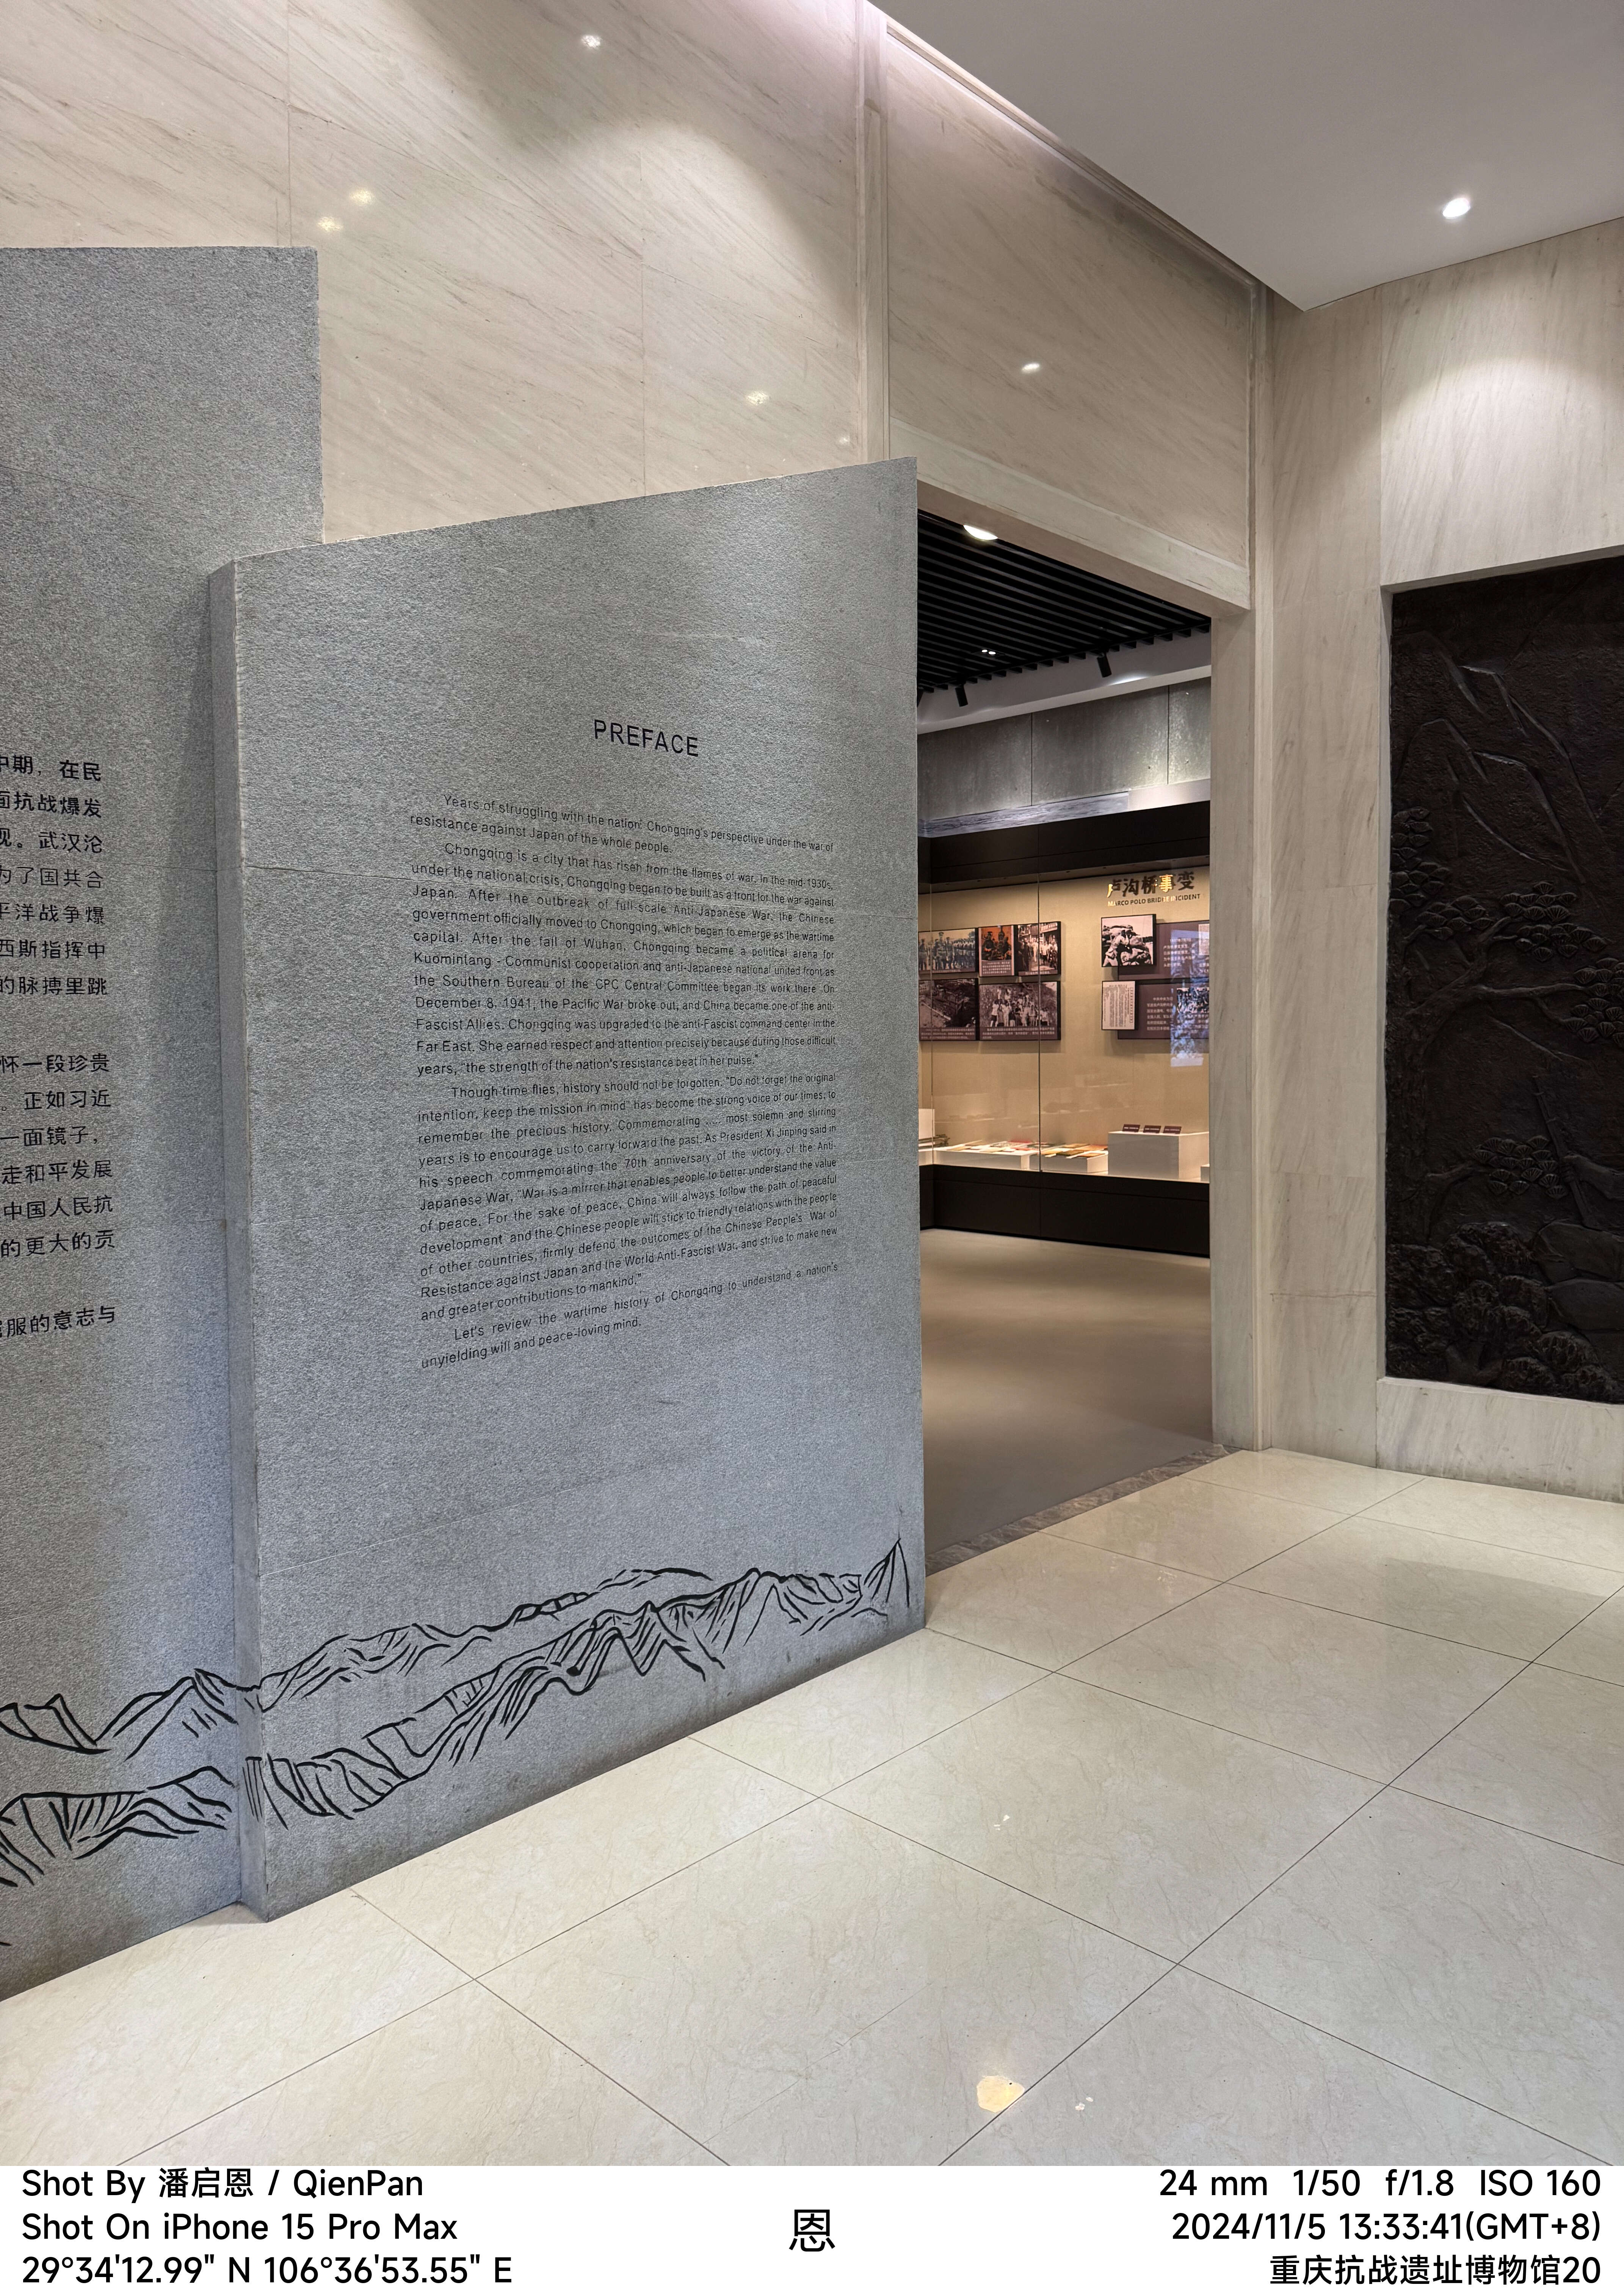 中期，在民
面抗战爆发
观。武汉沦
为了国共合
平洋战争爆
西斯指挥中
的脉搏里跳
怀一段珍贵
。正如习近
一面镜子，
走和平发展
中国人民抗
的更大的贡
屈服的意志与
PREFACE
Years of struggling with the nation: Chongqing's perspective under the war of
resistance against Japan of the whole people.
Chongqing is a city that has risen from the flames of war. In the mid-1930s,
under the national crisis, Chongqing began to be built as a front for the war against
Japan. After the outbreak of full-scale Anti-Japanese War, the Chinese
government officially moved to Chongqing, which began to emerge as the wartime
capital. After the fall of Wuhan, Chongqing became a political arena for
Kuomintang - Communist cooperation and anti-Japanese national united front as
the Southern Bureau of the CPC Central Committee began its work there. On
December 8, 1941, the Pacific War broke out, and China became one of the anti-
Fascist Allies. Chongqing was upgraded to the anti-Fascist command center in the
Far East. She earned respect and attention precisely because during those difficult
years, "the strength of the nation's resistance beat in her pulse."
Though time flies, history should not be forgotten. "Do not forget the original
intention, keep the mission in mind" has become the strong voice of our times; to
remember the precious history, Commemorating most solemn and stirring
years is to encourage us to carry forward the past. As President Xi Jinping said in
his speech commemorating the 70th anniversary of the victory of the Anti-
Japanese War, "War is a mirror that enables people to better understand the value
of peace. For the sake of peace, China will always follow the path of peaceful
development and the Chinese people will stick to friendly relations with the people
of other countries, firmly defend the outcomes of the Chinese People's War of
Resistance against Japan and the World Anti-Fascist War, and strive to make new
and greater contributions to mankind."
Let's review the wartime history of Chongqing to understand a nation's
unyielding will and peace-loving mind.
卢沟桥事变
MARCO POLO BRIDGE INCIDENT
Shot By 潘启恩 / QienPan
Shot On iPhone 15 Pro Max
29°34'12.99" N 106°36'53.55" E
恩
24 mm 1/50 f/1.8 ISO 160
2024/11/5 13:33:41(GMT+8)
重庆抗战遗址博物馆20